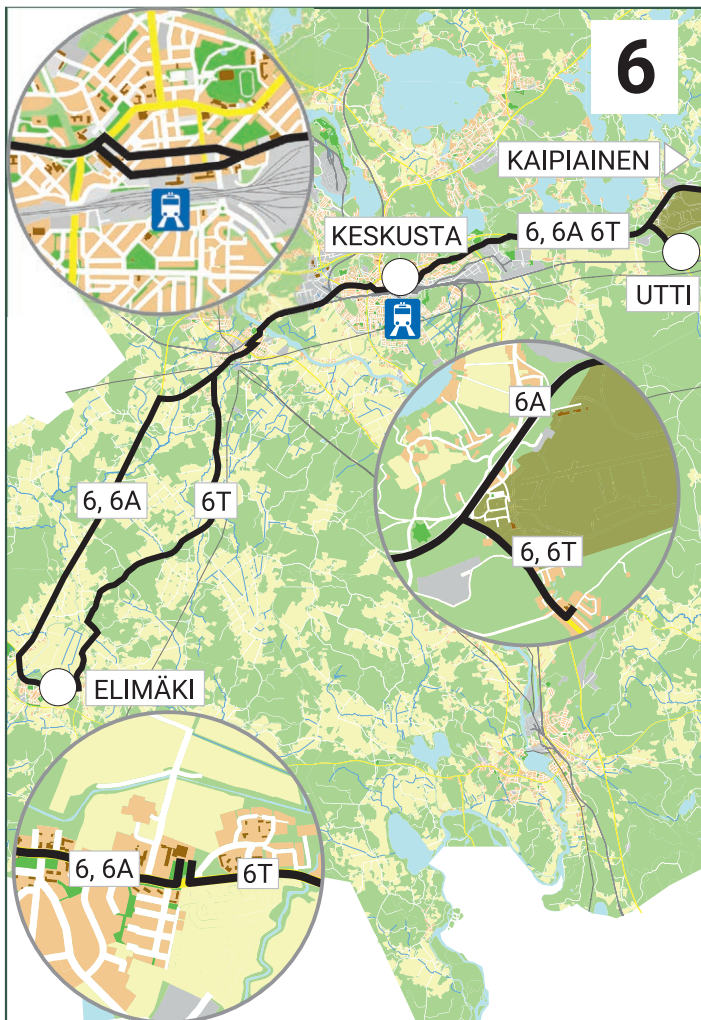 6
KAIPIAINEN
KESKUSTA
6, 6A 6T
UTTI
6A
6, 6A
6T
6, 6T
ELIMÄKI
6, 6A
6T